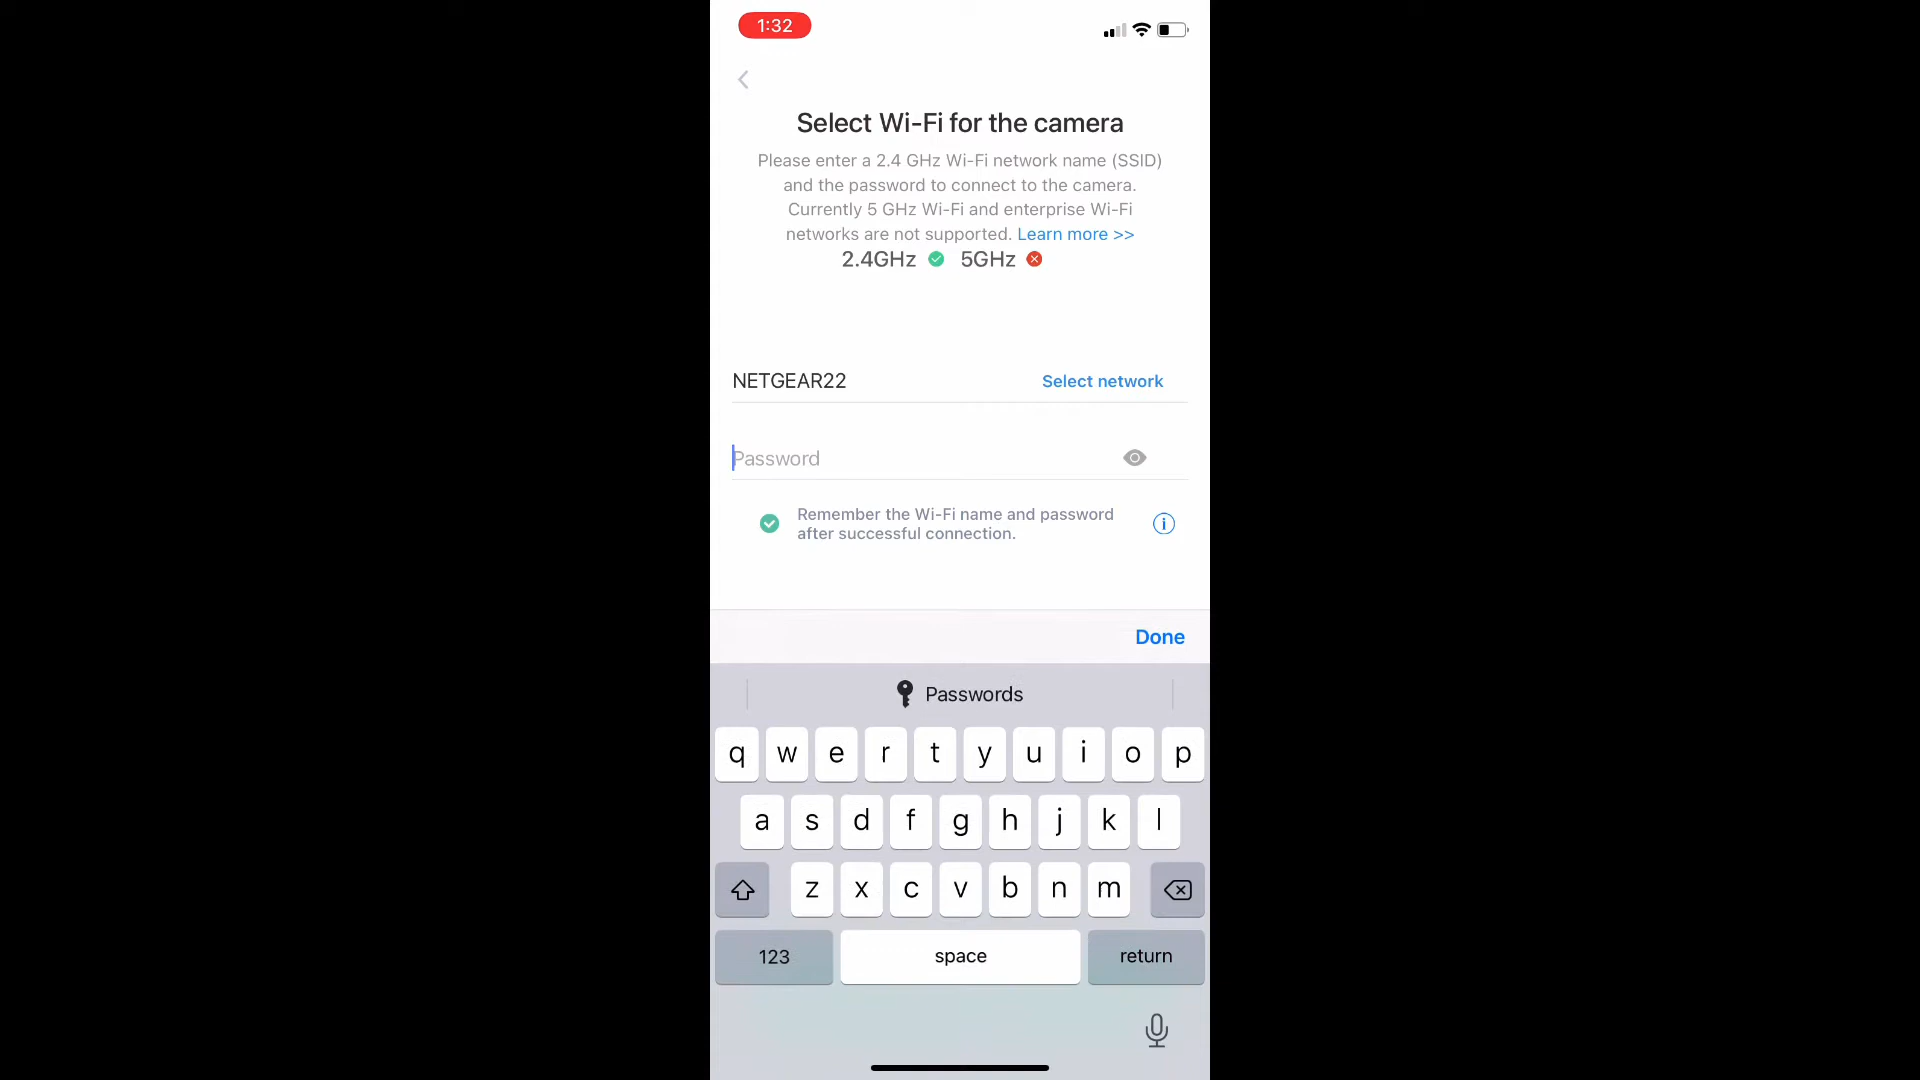 1:32
Select Wi-Fi for the camera
Please enter a 2.4 GHz Wi-Fi network name (SSID)
and the password to connect to the camera.
Currently 5 GHz Wi-Fi and enterprise Wi-Fi
networks are not supported. Learn more >>
2.4GHz 5GHz
NETGEAR22 Select network
Password
Remember the Wi-Fi name and password
after successful connection.
Done
Passwords
q w e r t y u i o p
a s d f g h j k l
z x c v b n m
123 space return